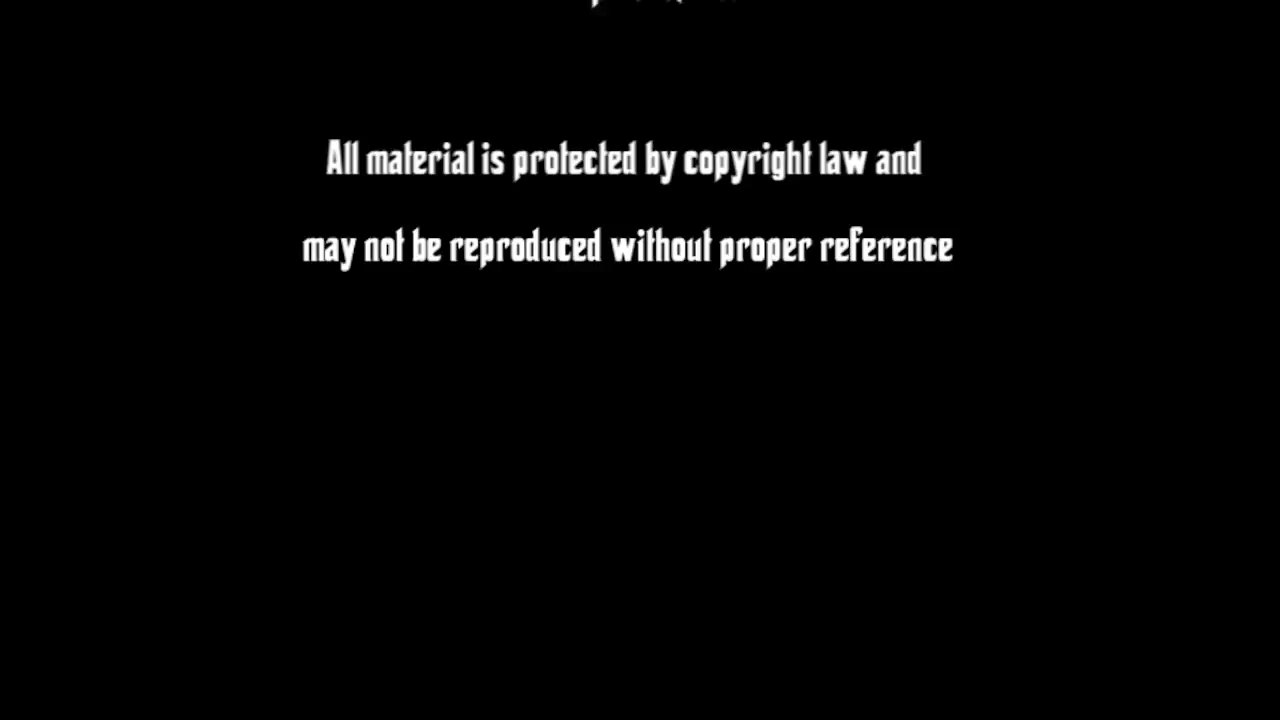 All material is protected by copyright law and
may not be reproduced without proper reference